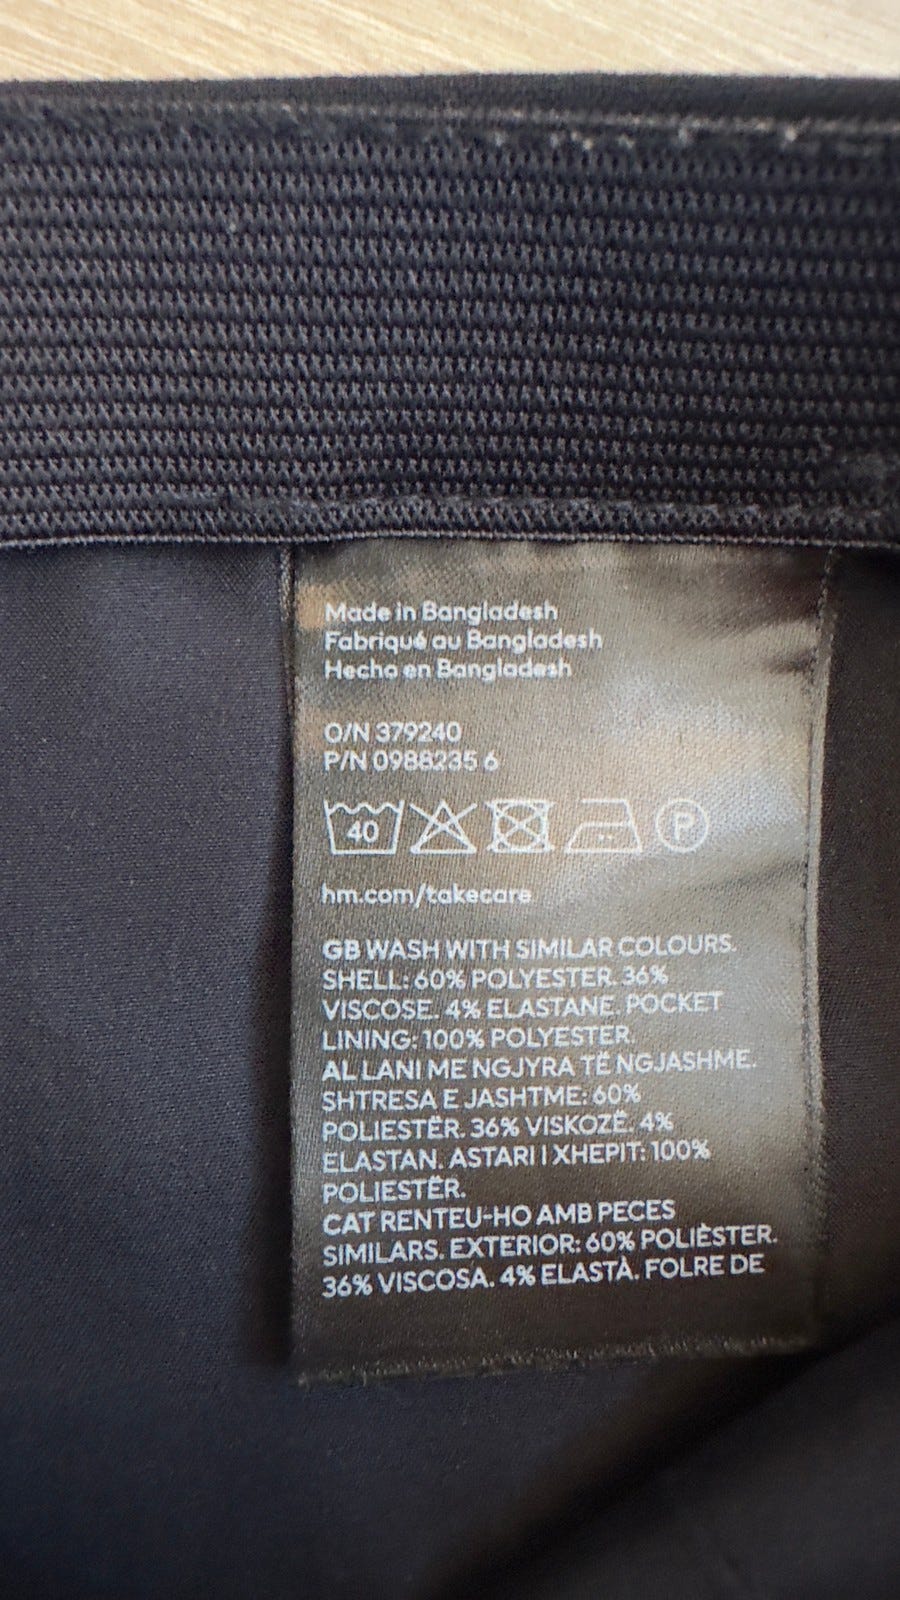 Made in Bangladesh
Fabriqué au Bangladesh
Hecho en Bangladesh
O/N 379240
P/N 0988235 6
40 P
hm.com/takecare
GB WASH WITH SIMILAR COLOURS.
SHELL: 60% POLYESTER. 36%
VISCOSE. 4% ELASTANE. POCKET
LINING: 100% POLYESTER.
AL LANI ME NGJYRA TË NGJASHME.
SHTRESA E JASHTME: 60%
POLIESTËR. 36% VISKOZË. 4%
ELASTAN. ASTARI I XHEPIT: 100%
POLIESTËR.
CAT RENTEU-HO AMB PECES
SIMILARS. EXTERIOR: 60% POLIÈSTER.
36% VISCOSA. 4% ELASTÀ. FOLRE DE